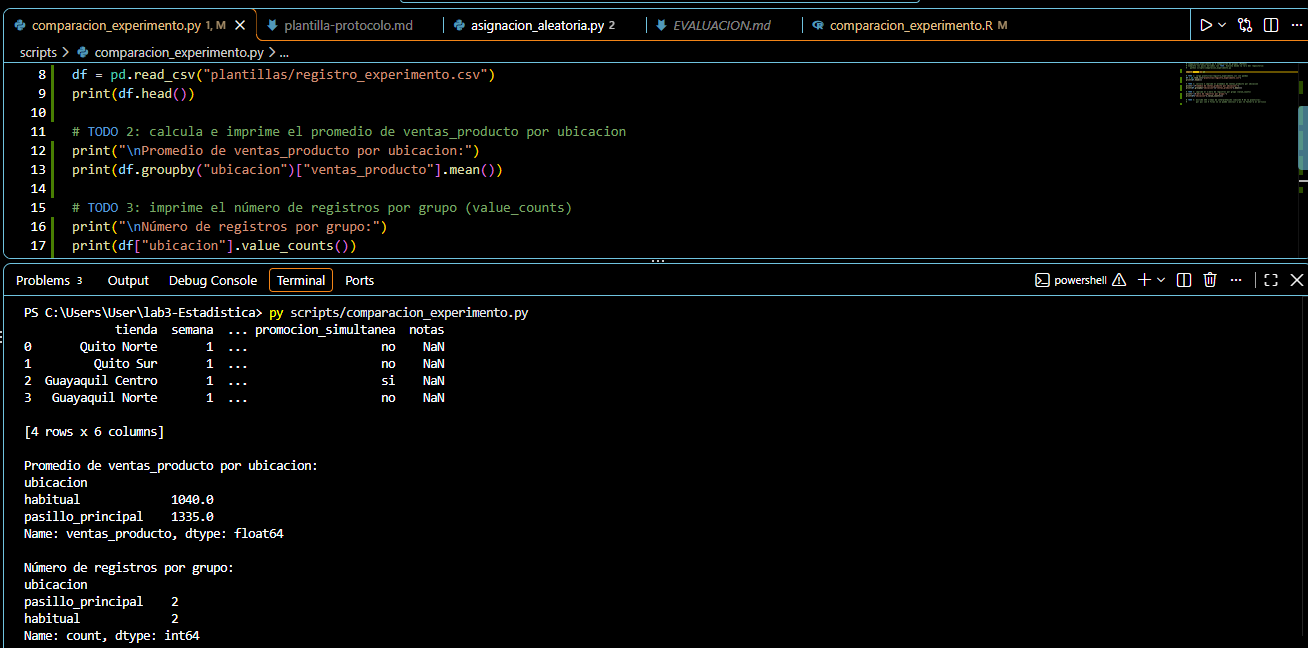 comparacion_experimento.py 1, M plantilla-protocolo.md asignacion_aleatoria.py 2 EVALUACION.md comparacion_experimento.R M
scripts > comparacion_experimento.py > ...
8 df = pd.read_csv("plantillas/registro_experimento.csv")
9 print(df.head())
10
11 # TODO 2: calcula e imprime el promedio de ventas_producto por ubicacion
12 print("\nPromedio de ventas_producto por ubicacion:")
13 print(df.groupby("ubicacion")["ventas_producto"].mean())
14
15 # TODO 3: imprime el número de registros por grupo (value_counts)
16 print("\nNúmero de registros por grupo:")
17 print(df["ubicacion"].value_counts())
Problems 3 Output Debug Console Terminal Ports powershell
PS C:\Users\User\lab3-Estadistica> py scripts/comparacion_experimento.py
tienda semana ... promocion_simultanea notas
0 Quito Norte 1 ... no NaN
1 Quito Sur 1 ... no NaN
2 Guayaquil Centro 1 ... si NaN
3 Guayaquil Norte 1 ... no NaN
[4 rows x 6 columns]
Promedio de ventas_producto por ubicacion:
ubicacion
habitual 1040.0
pasillo_principal 1335.0
Name: ventas_producto, dtype: float64
Número de registros por grupo:
ubicacion
pasillo_principal 2
habitual 2
Name: count, dtype: int64